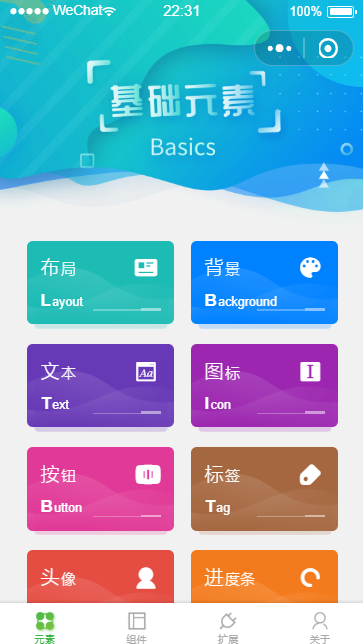 WeChat 22:31 100%
基础元素
Basics
布局 背景
Layout Background
文本 图标
Aa I
Text Icon
按钮 标签
Button Tag
头像 进度条
元素 组件 扩展 关于